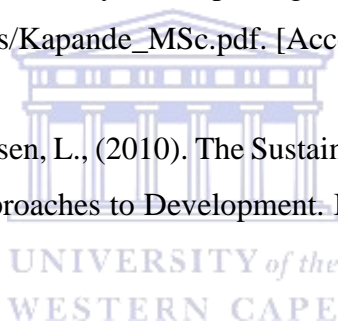 s/Kapande_MSc.pdf. [Acc
sen, L., (2010). The Sustain
proaches to Development.
UNIVERSITY of the
WESTERN CAPE